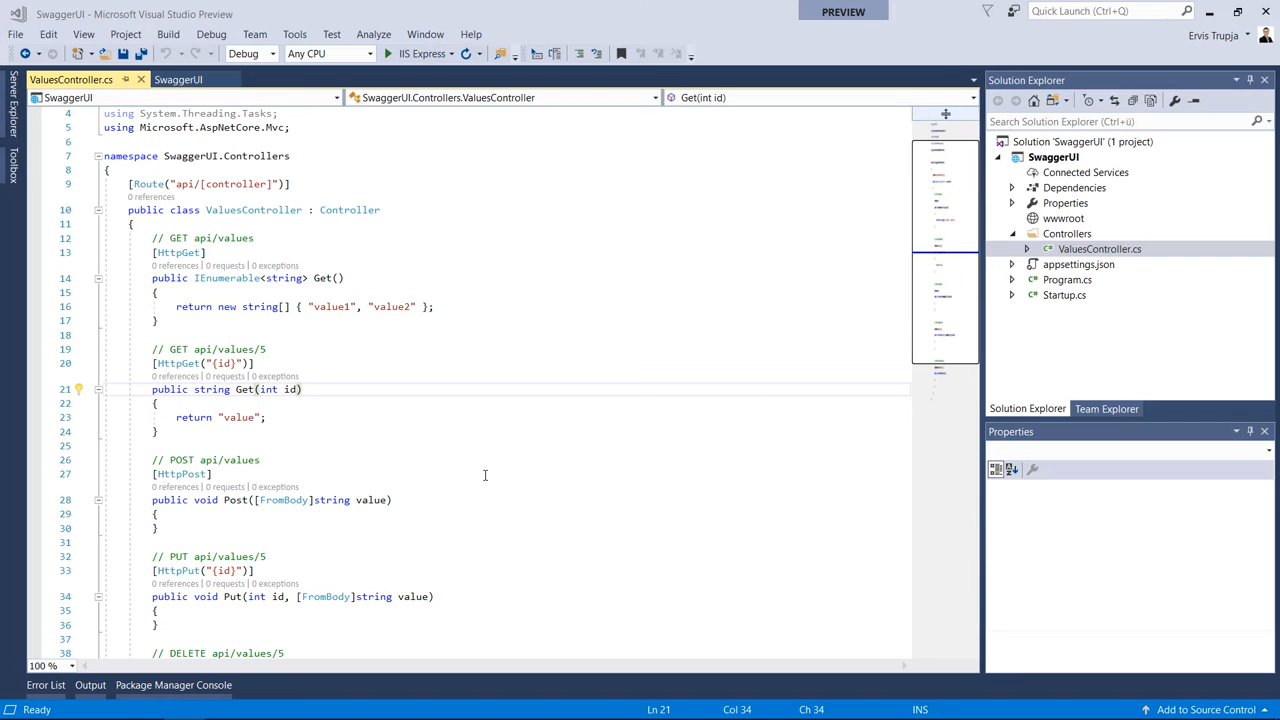 SwaggerUI - Microsoft Visual Studio Preview
PREVIEW
Quick Launch (Ctrl+Q)
File Edit View Project Build Debug Team Tools Test Analyze Window Help
Ervis Trupja
Debug Any CPU IIS Express
Server Explorer
Toolbox
ValuesController.cs SwaggerUI
SwaggerUI SwaggerUI.Controllers.ValuesController Get(int id)
4 using System.Threading.Tasks;
5 using Microsoft.AspNetCore.Mvc;
6
7 namespace SwaggerUI.Controllers
8 {
9 [Route("api/[controller]")]
0 references
10 public class ValuesController : Controller
11 {
12 // GET api/values
13 [HttpGet]
0 references | 0 requests | 0 exceptions
14 public IEnumerable<string> Get()
15 {
16 return new string[] { "value1", "value2" };
17 }
18
19 // GET api/values/5
20 [HttpGet("{id}")]
0 references | 0 requests | 0 exceptions
21 public string Get(int id)
22 {
23 return "value";
24 }
25
26 // POST api/values
27 [HttpPost]
0 references | 0 requests | 0 exceptions
28 public void Post([FromBody]string value)
29 {
30 }
31
32 // PUT api/values/5
33 [HttpPut("{id}")]
0 references | 0 requests | 0 exceptions
34 public void Put(int id, [FromBody]string value)
35 {
36 }
37
38 // DELETE api/values/5
100 %
Solution Explorer
Search Solution Explorer (Ctrl+ü)
Solution 'SwaggerUI' (1 project)
SwaggerUI
Connected Services
Dependencies
Properties
wwwroot
Controllers
C# ValuesController.cs
appsettings.json
C# Program.cs
C# Startup.cs
Solution Explorer Team Explorer
Properties
Error List Output Package Manager Console
Ready Ln 21 Col 34 Ch 34 INS Add to Source Control